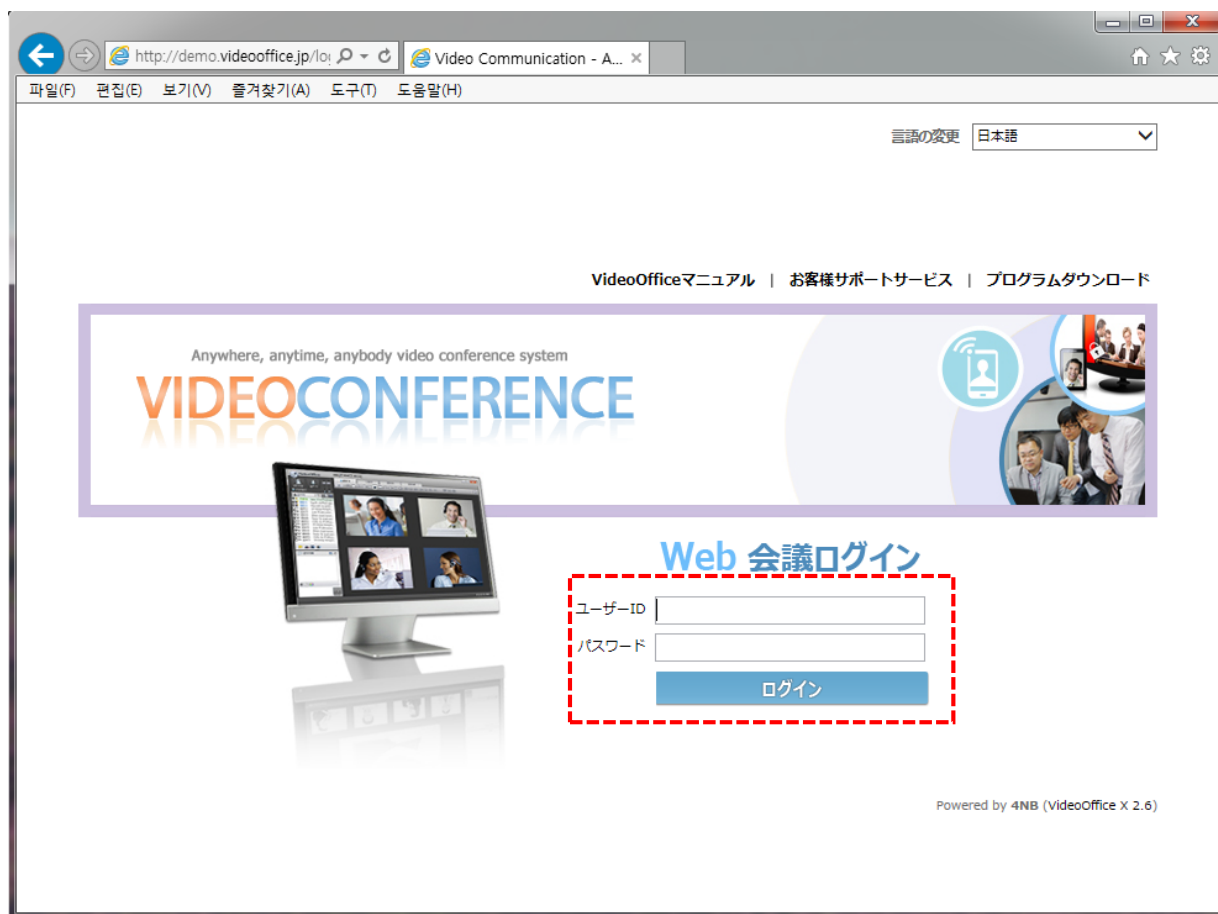 http://demo.videooffice.jp/lo
Video Communication - A...
파일(F) 편집(E) 보기(V) 즐겨찾기(A) 도구(T) 도움말(H)
言語の変更 日本語
VideoOfficeマニュアル | お客様サポートサービス | プログラムダウンロード
Anywhere, anytime, anybody video conference system
VIDEOCONFERENCE
Web 会議ログイン
ユーザーID
パスワード
ログイン
Powered by 4NB (VideoOffice X 2.6)